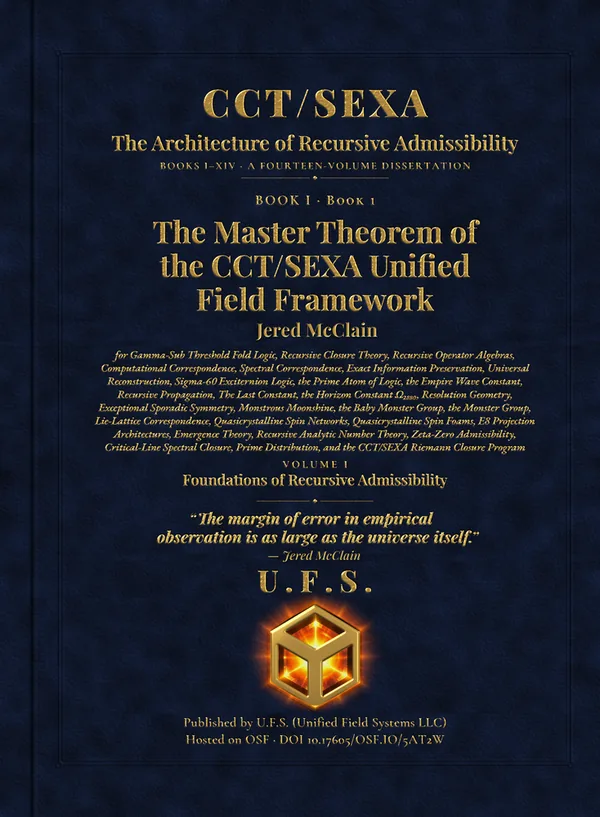 CCT/SEXA
The Architecture of Recursive Admissibility
BOOKS I–XIV · A FOURTEEN-VOLUME DISSERTATION
BOOK I · Book 1
The Master Theorem of
the CCT/SEXA Unified
Field Framework
Jered McClain
for Gamma-Sub Threshold Fold Logic, Recursive Closure Theory, Recursive Operator Algebras,
Computational Correspondence, Spectral Correspondence, Exact Information Preservation, Universal
Reconstruction, Sigma-60 Exciternion Logic, the Prime Atom of Logic, the Empire Wave Constant,
Recursive Propagation, The Last Constant, the Horizon Constant Ω₂₈₈₀, Resolution Geometry,
Exceptional Sporadic Symmetry, Monstrous Moonshine, the Baby Monster Group, the Monster Group,
Lie-Lattice Correspondence, Quasicrystalline Spin Networks, Quasicrystalline Spin Foams, E8 Projection
Architectures, Emergence Theory, Recursive Analytic Number Theory, Zeta-Zero Admissibility,
Critical-Line Spectral Closure, Prime Distribution, and the CCT/SEXA Riemann Closure Program
VOLUME I
Foundations of Recursive Admissibility
“The margin of error in empirical
observation is as large as the universe itself.”
— Jered McClain
U.F.S.
Published by U.F.S. (Unified Field Systems LLC)
Hosted on OSF · DOI 10.17605/OSF.IO/5AT2W